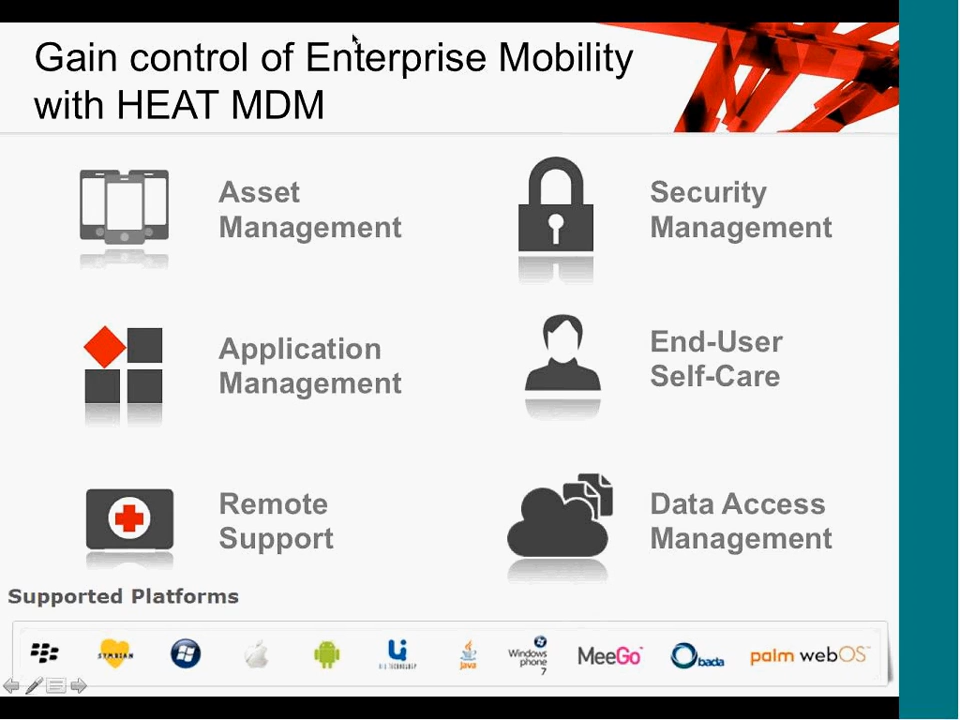 Gain control of Enterprise Mobility
with HEAT MDM
Asset
Management
Security
Management
Application
Management
End-User
Self-Care
Remote
Support
Data Access
Management
Supported Platforms
SYMBIAN
Java
Windows
phone
7
MeeGo
bada
palm webOS